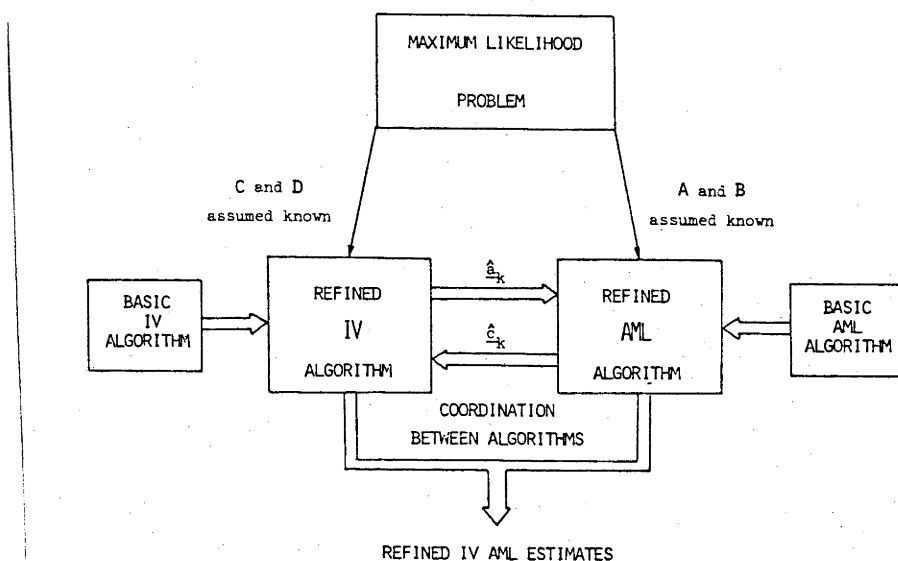 MAXIMUM LIKELIHOOD
PROBLEM
C and D
assumed known
A and B
assumed known
BASIC
IV
ALGORITHM
REFINED
IV
ALGORITHM
â_k
ĉ_k
REFINED
AML
ALGORITHM
BASIC
AML
ALGORITHM
COORDINATION
BETWEEN ALGORITHMS
REFINED IV AML ESTIMATES